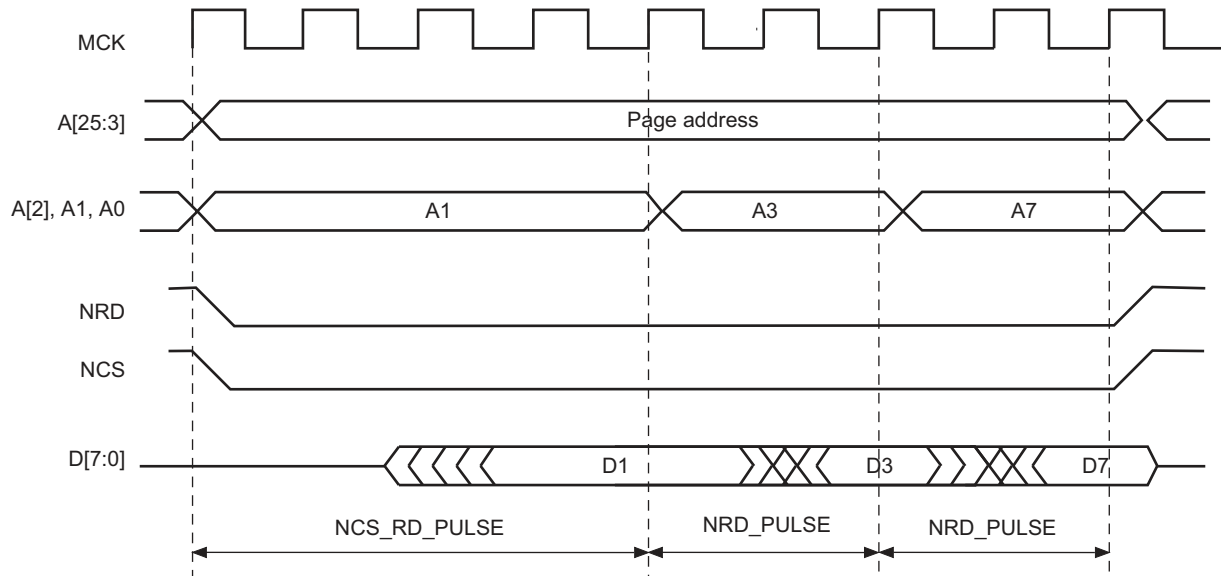 MCK
A[25:3]
Page address
A[2], A1, A0
A1
A3
A7
NRD
NCS
D[7:0]
D1
D3
D7
NCS_RD_PULSE
NRD_PULSE
NRD_PULSE